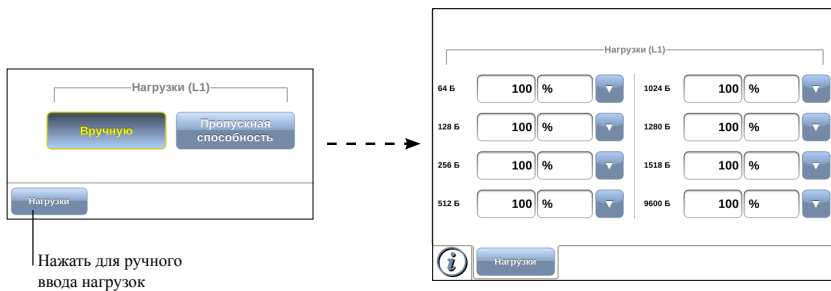 Нагрузки (L1)
Вручную
Пропускная
способность
Нагрузки
Нажать для ручного
ввода нагрузок
Нагрузки (L1)
64 Б 100 % 1024 Б 100 %
128 Б 100 % 1280 Б 100 %
256 Б 100 % 1518 Б 100 %
512 Б 100 % 9600 Б 100 %
i Нагрузки